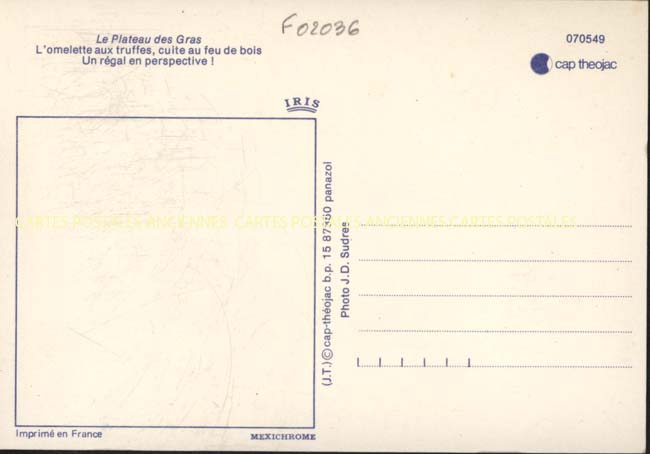 F02036
Le Plateau des Gras
L'omelette aux truffes, cuite au feu de bois
Un régal en perspective !
070549
cap theojac
IRIS
CARTES POSTALES ANCIENNES CARTES POSTALES ANCIENNES CARTES POSTALES
(J.T.) © cap-théojac b.p. 15 87350 panazol
Photo J.D. Sudres
Imprimé en France
MEXICHROME